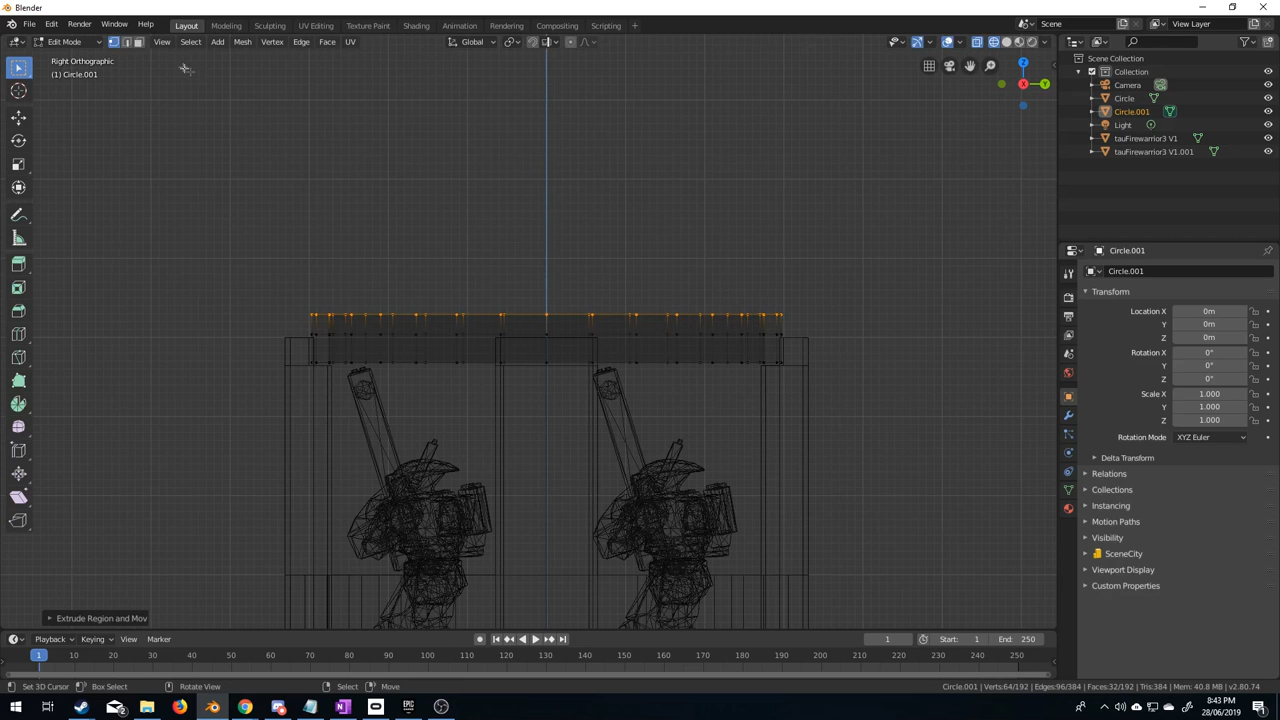 Blender
File Edit Render Window Help Layout Modeling Sculpting UV Editing Texture Paint Shading Animation Rendering Compositing Scripting + Scene View Layer
Edit Mode View Select Add Mesh Vertex Edge Face UV Global
Right Orthographic
(1) Circle.001
Z
X
Y
Scene Collection
Collection
Camera
Circle
Circle.001
Light
tauFirewarrior3 V1
tauFirewarrior3 V1.001
Circle.001
Circle.001
Transform
Location X 0m
Y 0m
Z 0m
Rotation X 0°
Y 0°
Z 0°
Scale X 1.000
Y 1.000
Z 1.000
Rotation Mode XYZ Euler
Delta Transform
Relations
Collections
Instancing
Motion Paths
Visibility
SceneCity
Viewport Display
Custom Properties
Extrude Region and Mov
Playback Keying View Marker 1 Start: 1 End: 250
1 10 20 30 40 50 60 70 80 90 100 110 120 130 140 150 160 170 180 190 200 210 220 230 240 250
Set 3D Cursor Box Select Rotate View Select Move Circle.001 | Verts:64/192 | Edges:96/384 | Faces:32/192 | Tris:384 | Mem: 40.8 MB | v2.80.74
8:43 PM
28/06/2019